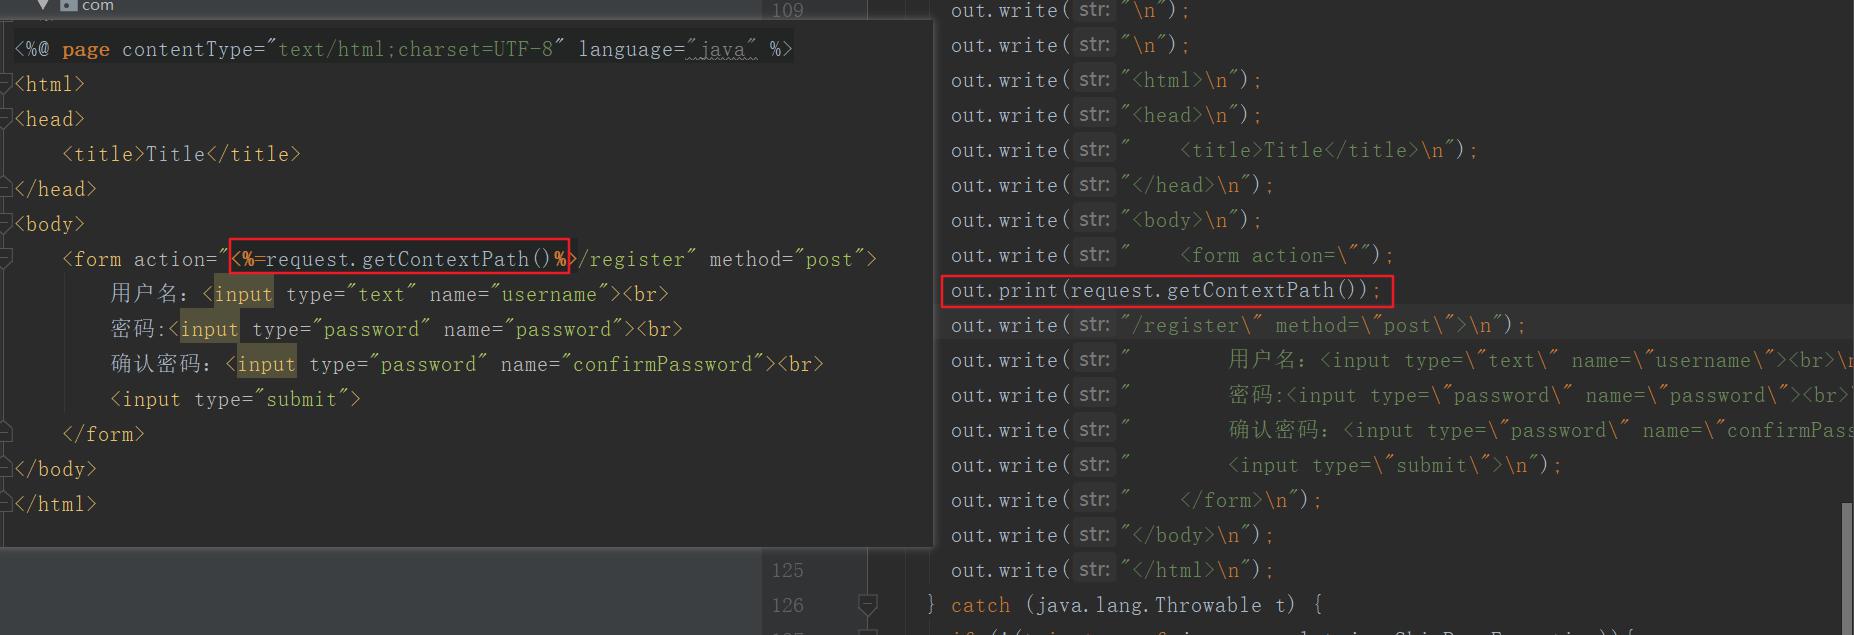 com
<%@ page contentType="text/html;charset=UTF-8" language="java" %>
<html>
<head>
    <title>Title</title>
</head>
<body>
    <form action="<%=request.getContextPath()%>/register" method="post">
        用户名：<input type="text" name="username"><br>
        密码:<input type="password" name="password"><br>
        确认密码：<input type="password" name="confirmPassword"><br>
        <input type="submit">
    </form>
</body>
</html>
109
out.write( str: "\n");
out.write( str: "\n");
out.write( str: "<html>\n");
out.write( str: "<head>\n");
out.write( str: "    <title>Title</title>\n");
out.write( str: "</head>\n");
out.write( str: "<body>\n");
out.write( str: "    <form action=\"");
out.print(request.getContextPath());
out.write( str: "/register\" method=\"post\">\n");
out.write( str: "        用户名：<input type=\"text\" name=\"username\"><br>\n
out.write( str: "        密码:<input type=\"password\" name=\"password\"><br>
out.write( str: "        确认密码：<input type=\"password\" name=\"confirmPass
out.write( str: "        <input type=\"submit\">\n");
out.write( str: "    </form>\n");
out.write( str: "</body>\n");
125 out.write( str: "</html>\n");
126 } catch (java.lang.Throwable t) {